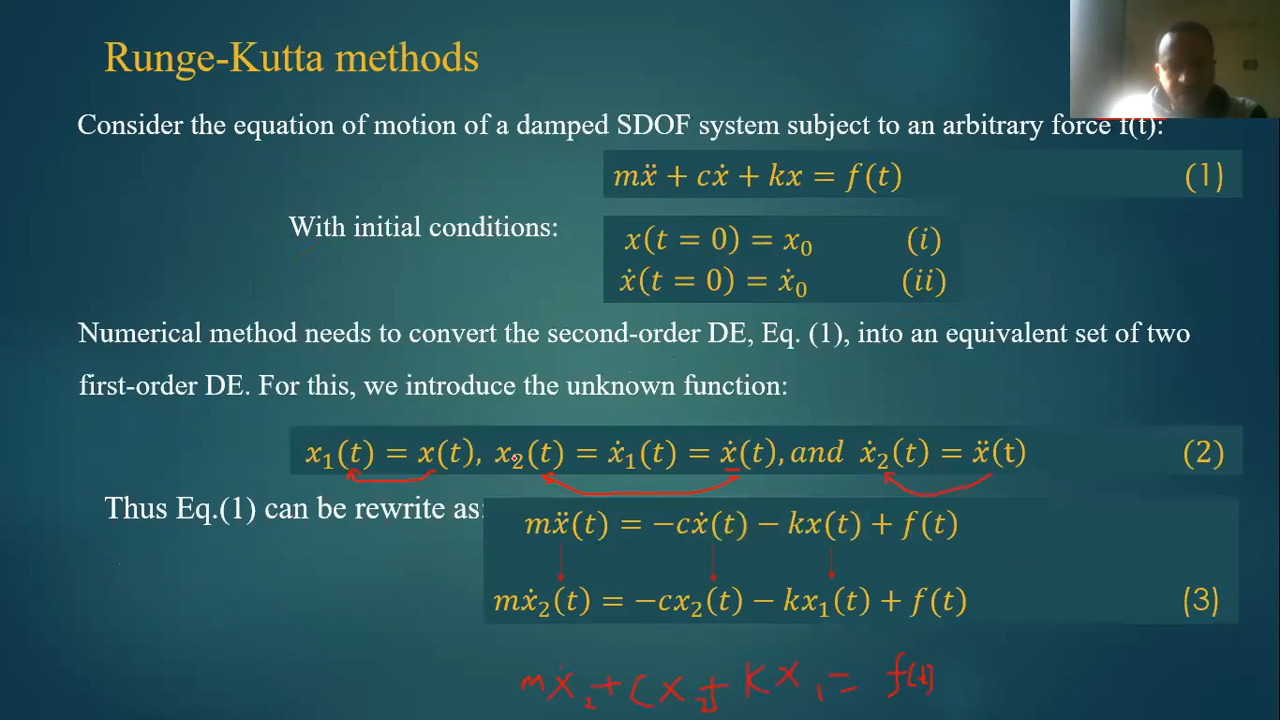 Runge-Kutta methods
Consider the equation of motion of a damped SDOF system subject to an arbitrary force f(t):
mẍ + cẋ + kx = f(t) (1)
With initial conditions:
x(t = 0) = x₀ (i)
ẋ(t = 0) = ẋ₀ (ii)
Numerical method needs to convert the second-order DE, Eq. (1), into an equivalent set of two
first-order DE. For this, we introduce the unknown function:
x₁(t) = x(t), x₂(t) = ẋ₁(t) = ẋ(t), and ẋ₂(t) = ẍ(t) (2)
Thus Eq.(1) can be rewrite as:
mẍ(t) = −cẋ(t) − kx(t) + f(t)
mẋ₂(t) = −cx₂(t) − kx₁(t) + f(t) (3)
mẋ₂ + cx₂ + kx₁ = f(t)